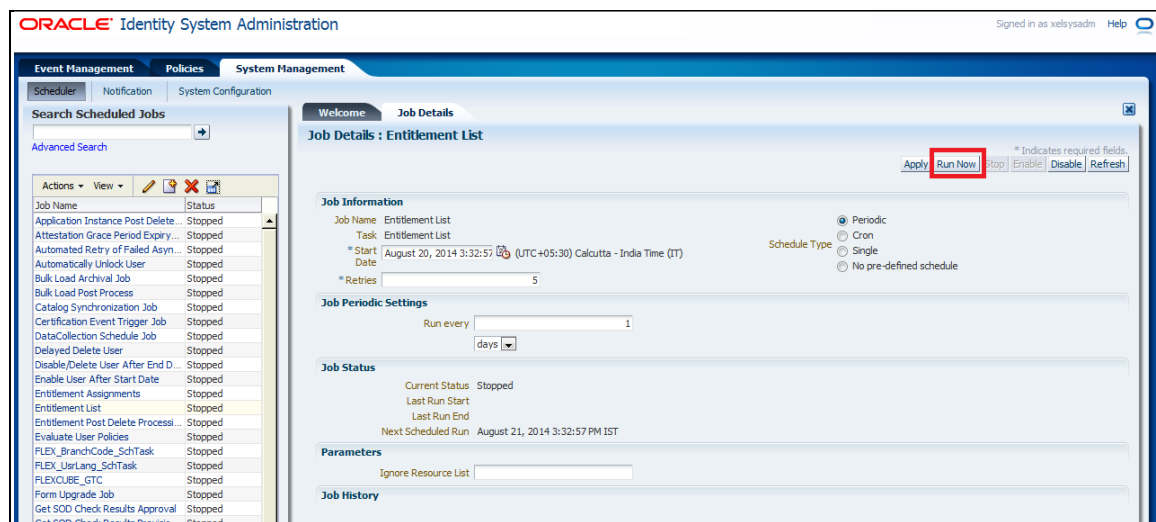 ORACLE Identity System Administration
Signed in as xelsysadm Help
Event Management Policies System Management
Scheduler Notification System Configuration
Search Scheduled Jobs
Advanced Search
Actions View
Job Name Status
Application Instance Post Delete... Stopped
Attestation Grace Period Expiry... Stopped
Automated Retry of Failed Asyn... Stopped
Automatically Unlock User Stopped
Bulk Load Archival Job Stopped
Bulk Load Post Process Stopped
Catalog Synchronization Job Stopped
Certification Event Trigger Job Stopped
DataCollection Schedule Job Stopped
Delayed Delete User Stopped
Disable/Delete User After End D... Stopped
Enable User After Start Date Stopped
Entitlement Assignments Stopped
Entitlement List Stopped
Entitlement Post Delete Processi... Stopped
Evaluate User Policies Stopped
FLEX_BranchCode_SchTask Stopped
FLEX_UsrLang_SchTask Stopped
FLEXCUBE_GTC Stopped
Form Upgrade Job Stopped
Get SOD Check Results Approval Stopped
Welcome Job Details
Job Details : Entitlement List
* Indicates required fields.
Apply Run Now Stop Enable Disable Refresh
Job Information
Job Name Entitlement List
Task Entitlement List
* Start Date August 20, 2014 3:32:57 (UTC+05:30) Calcutta - India Time (IT)
* Retries 5
Schedule Type
Periodic
Cron
Single
No pre-defined schedule
Job Periodic Settings
Run every 1
days
Job Status
Current Status Stopped
Last Run Start
Last Run End
Next Scheduled Run August 21, 2014 3:32:57 PM IST
Parameters
Ignore Resource List
Job History